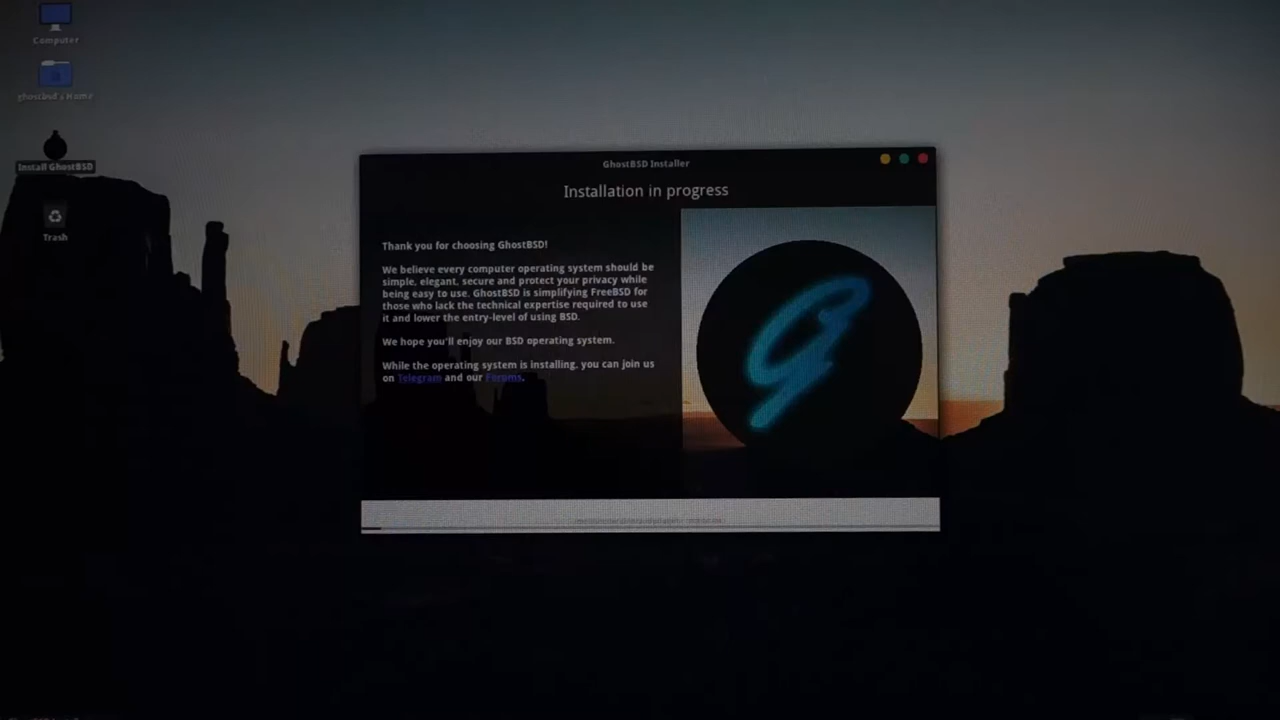 Computer
ghostbsd's Home
Install GhostBSD
Trash
GhostBSD Installer
Installation in progress
Thank you for choosing GhostBSD!
We believe every computer operating system should be
simple, elegant, secure and protect your privacy while
being easy to use. GhostBSD is simplifying FreeBSD for
those who lack the technical expertise required to use
it and lower the entry-level of using BSD.
We hope you'll enjoy our BSD operating system.
While the operating system is installing, you can join us
on Telegram and our Forums.